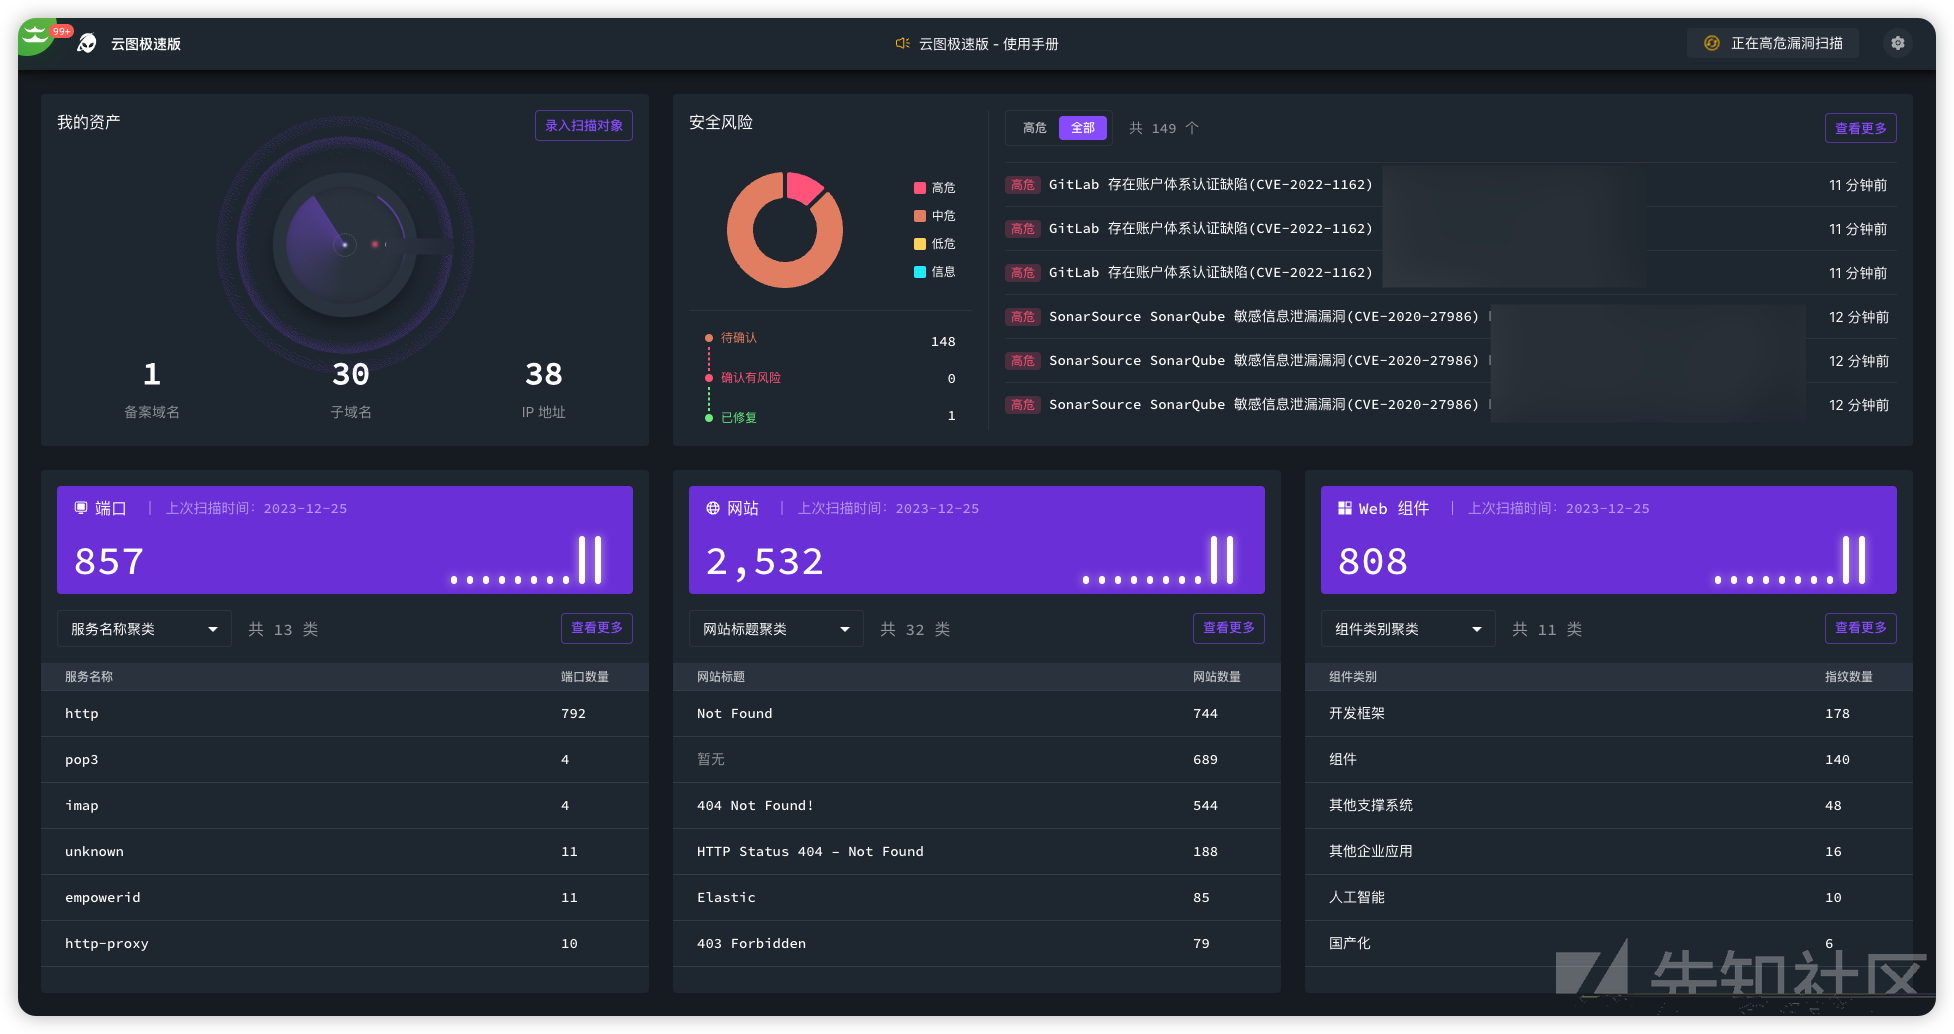 99+
云图极速版
云图极速版 - 使用手册
正在高危漏洞扫描
我的资产
录入扫描对象
1
30
38
备案域名
子域名
IP 地址
安全风险
高危
中危
低危
信息
待确认 148
确认有风险 0
已修复 1
高危 全部 共 149 个 查看更多
高危 GitLab 存在账户体系认证缺陷(CVE-2022-1162) 11 分钟前
高危 GitLab 存在账户体系认证缺陷(CVE-2022-1162) 11 分钟前
高危 GitLab 存在账户体系认证缺陷(CVE-2022-1162) 11 分钟前
高危 SonarSource SonarQube 敏感信息泄漏漏洞(CVE-2020-27986) 12 分钟前
高危 SonarSource SonarQube 敏感信息泄漏漏洞(CVE-2020-27986) 12 分钟前
高危 SonarSource SonarQube 敏感信息泄漏漏洞(CVE-2020-27986) 12 分钟前
端口 | 上次扫描时间: 2023-12-25
857
服务名称聚类 共 13 类 查看更多
服务名称 端口数量
http 792
pop3 4
imap 4
unknown 11
empowerid 11
http-proxy 10
网站 | 上次扫描时间: 2023-12-25
2,532
网站标题聚类 共 32 类 查看更多
网站标题 网站数量
Not Found 744
暂无 689
404 Not Found! 544
HTTP Status 404 – Not Found 188
Elastic 85
403 Forbidden 79
Web 组件 | 上次扫描时间: 2023-12-25
808
组件类别聚类 共 11 类 查看更多
组件类别 指纹数量
开发框架 178
组件 140
其他支撑系统 48
其他企业应用 16
人工智能 10
国产化 6
先知社区